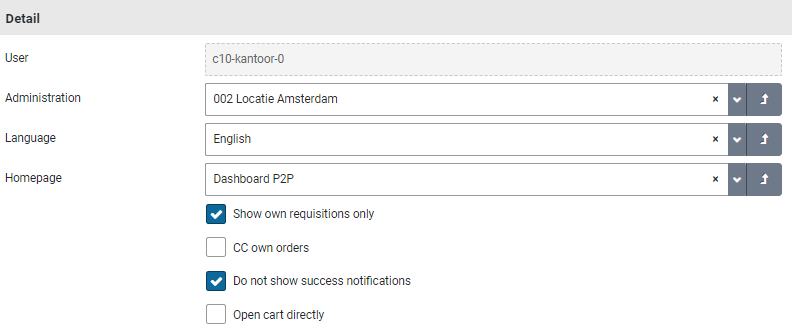 Detail
User c10-kantoor-0
Administration 002 Locatie Amsterdam ×
Language English ×
Homepage Dashboard P2P ×
Show own requisitions only
CC own orders
Do not show success notifications
Open cart directly